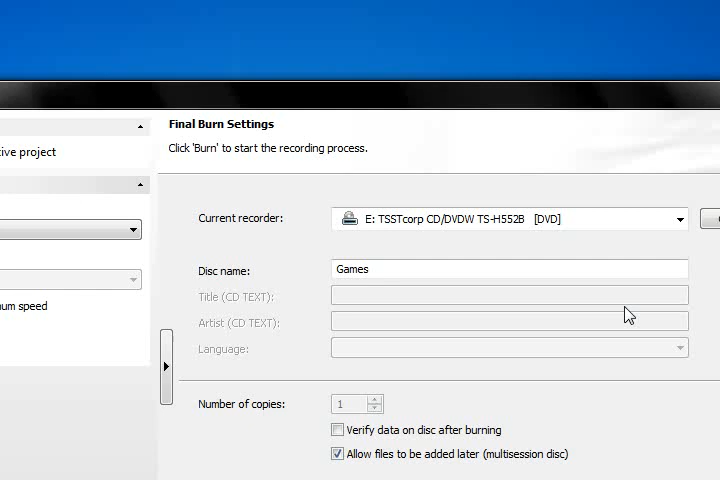 Final Burn Settings
Click 'Burn' to start the recording process.
project
speed
Current recorder:
E: TSSTcorp CD/DVDW TS-H552B [DVD]
Disc name:
Games
Title (CD TEXT):
Artist (CD TEXT):
Language:
Number of copies:
1
Verify data on disc after burning
Allow files to be added later (multisession disc)